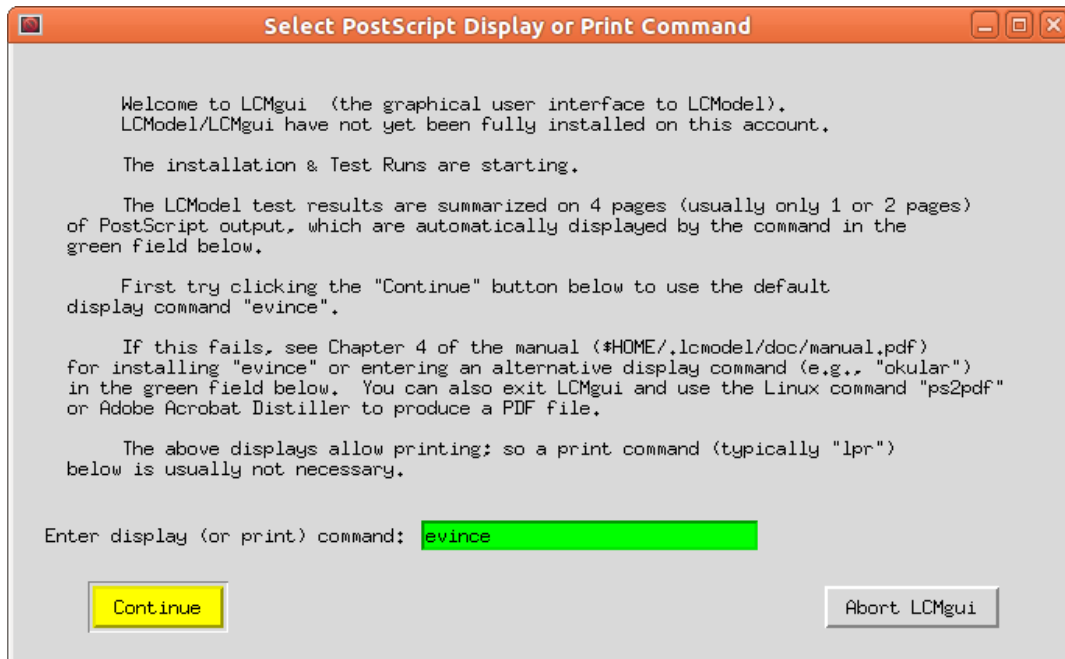 Select PostScript Display or Print Command
Welcome to LCMgui (the graphical user interface to LCModel).
LCModel/LCMgui have not yet been fully installed on this account.
The installation & Test Runs are starting.
The LCModel test results are summarized on 4 pages (usually only 1 or 2 pages)
of PostScript output, which are automatically displayed by the command in the
green field below.
First try clicking the "Continue" button below to use the default
display command "evince".
If this fails, see Chapter 4 of the manual ($HOME/.lcmodel/doc/manual.pdf)
for installing "evince" or entering an alternative display command (e.g., "okular")
in the green field below. You can also exit LCMgui and use the Linux command "ps2pdf"
or Adobe Acrobat Distiller to produce a PDF file.
The above displays allow printing; so a print command (typically "lpr")
below is usually not necessary.
Enter display (or print) command: evince
Continue Abort LCMgui